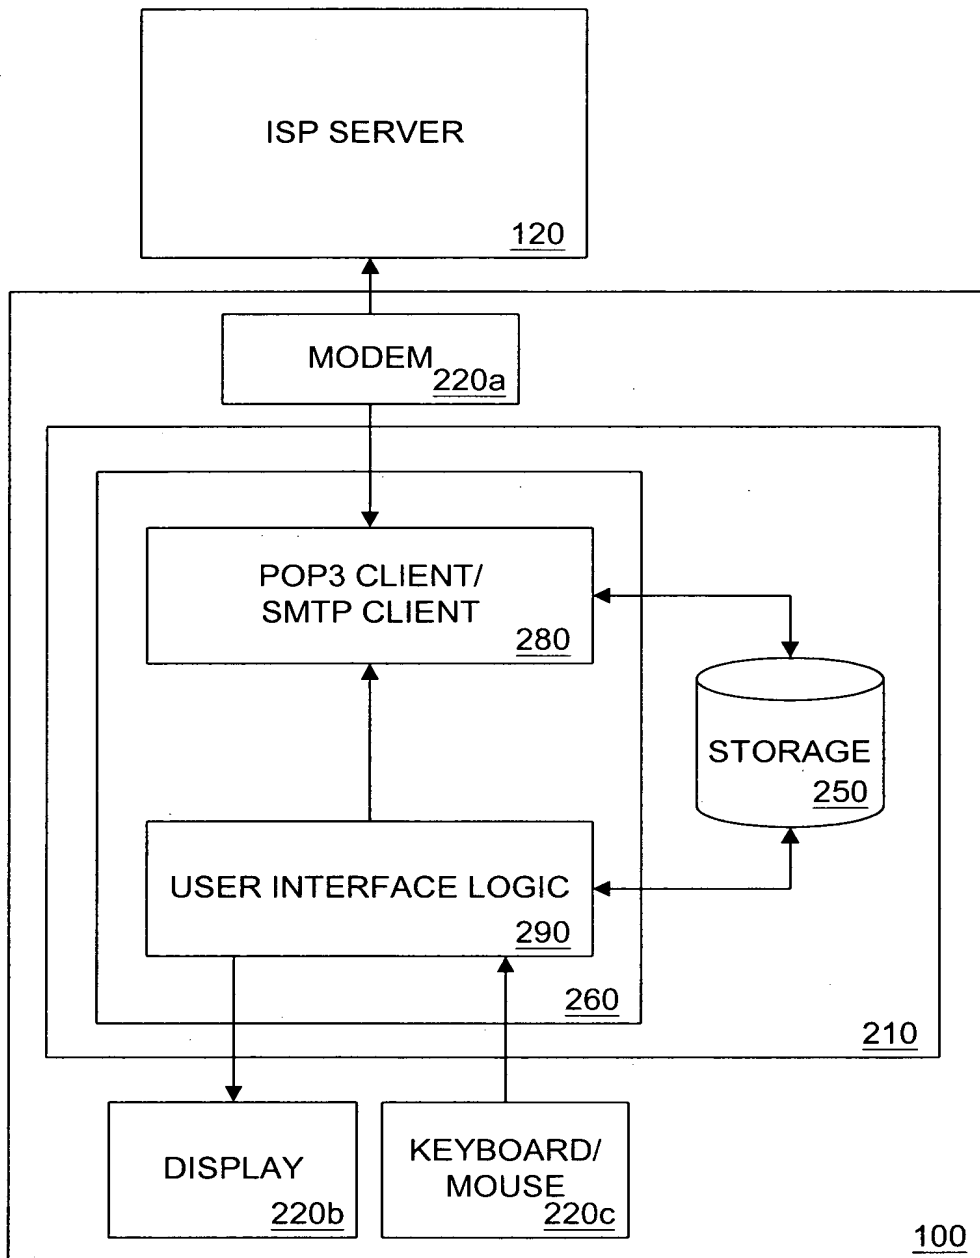 ISP SERVER
120
MODEM
220a
POP3 CLIENT/
SMTP CLIENT
280
STORAGE
250
USER INTERFACE LOGIC
290
260
210
DISPLAY
220b
KEYBOARD/
MOUSE
220c
100